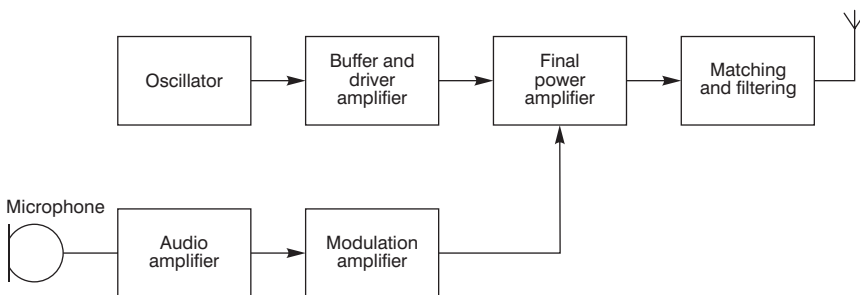 Oscillator
Buffer and
driver
amplifier
Final
power
amplifier
Matching
and filtering
Microphone
Audio
amplifier
Modulation
amplifier